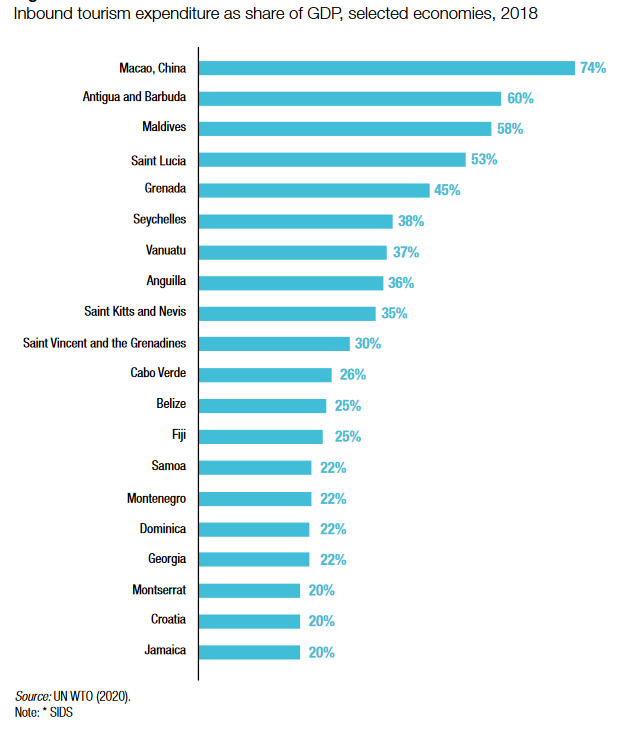 Inbound tourism expenditure as share of GDP, selected economies, 2018
Macao, China 74%
Antigua and Barbuda 60%
Maldives 58%
Saint Lucia 53%
Grenada 45%
Seychelles 38%
Vanuatu 37%
Anguilla 36%
Saint Kitts and Nevis 35%
Saint Vincent and the Grenadines 30%
Cabo Verde 26%
Belize 25%
Fiji 25%
Samoa 22%
Montenegro 22%
Dominica 22%
Georgia 22%
Montserrat 20%
Croatia 20%
Jamaica 20%
Source: UN WTO (2020).
Note: * SIDS